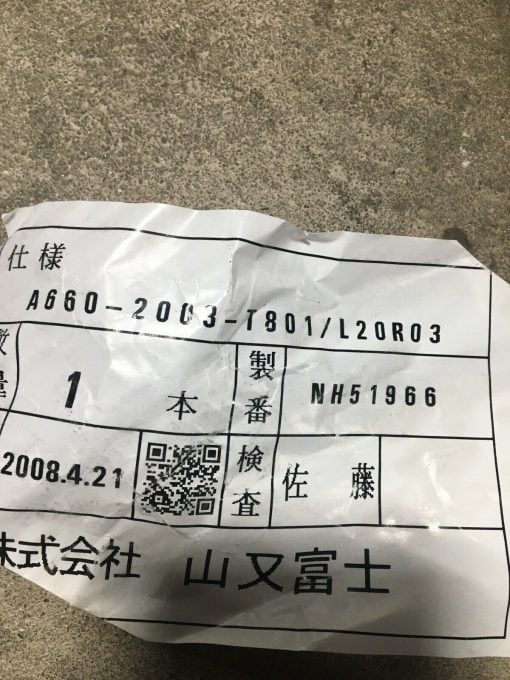 仕様
A660-2003-T801/L20R03
数量 1 本 製番 NH51966
2008.4.21 検査 佐藤
株式会社 山又富士